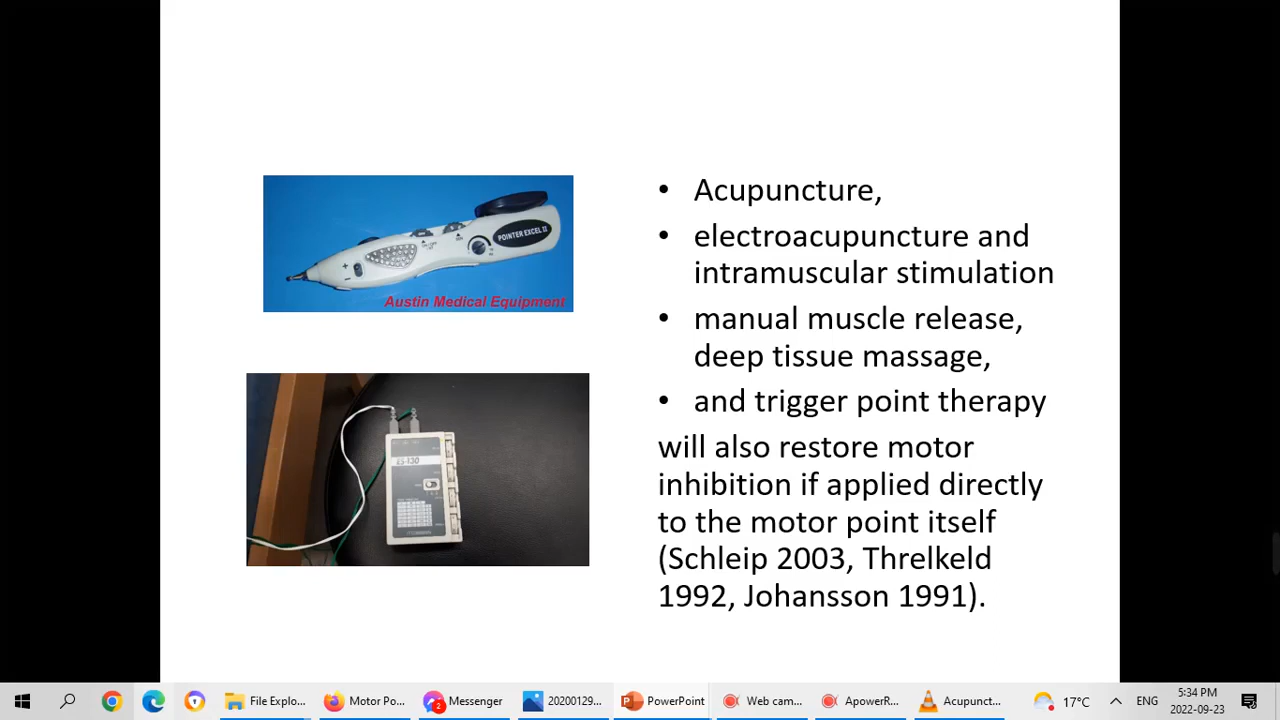 POINTER EXCEL II
Austin Medical Equipment
ES-130
• Acupuncture,
• electroacupuncture and
intramuscular stimulation
• manual muscle release,
deep tissue massage,
• and trigger point therapy
will also restore motor
inhibition if applied directly
to the motor point itself
(Schleip 2003, Threlkeld
1992, Johansson 1991).
File Explo...
Motor Po...
2
Messenger
20200129...
PowerPoint
Web cam...
ApowerR...
Acupunct...
17°C
ENG
5:34 PM
2022-09-23